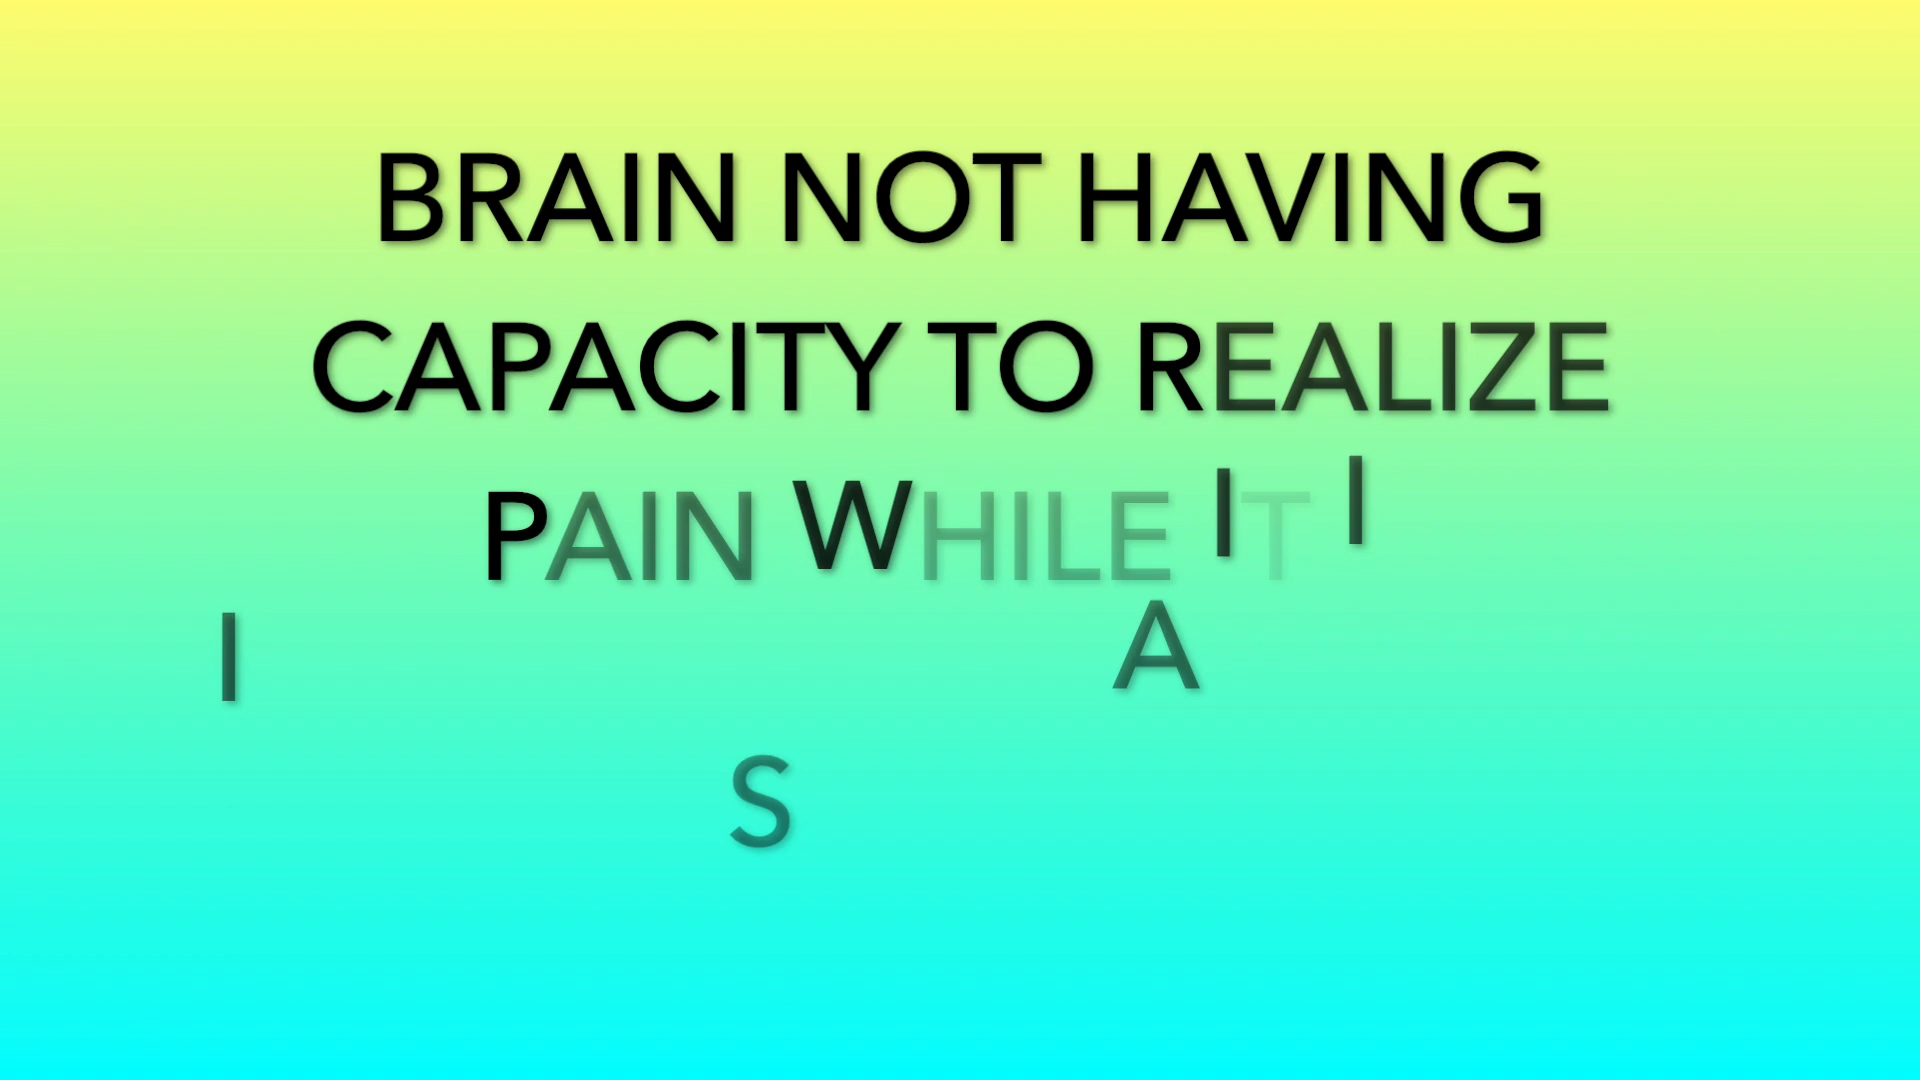 BRAIN NOT HAVING
CAPACITY TO REALIZE
PAIN WHILE IT I
I A
S